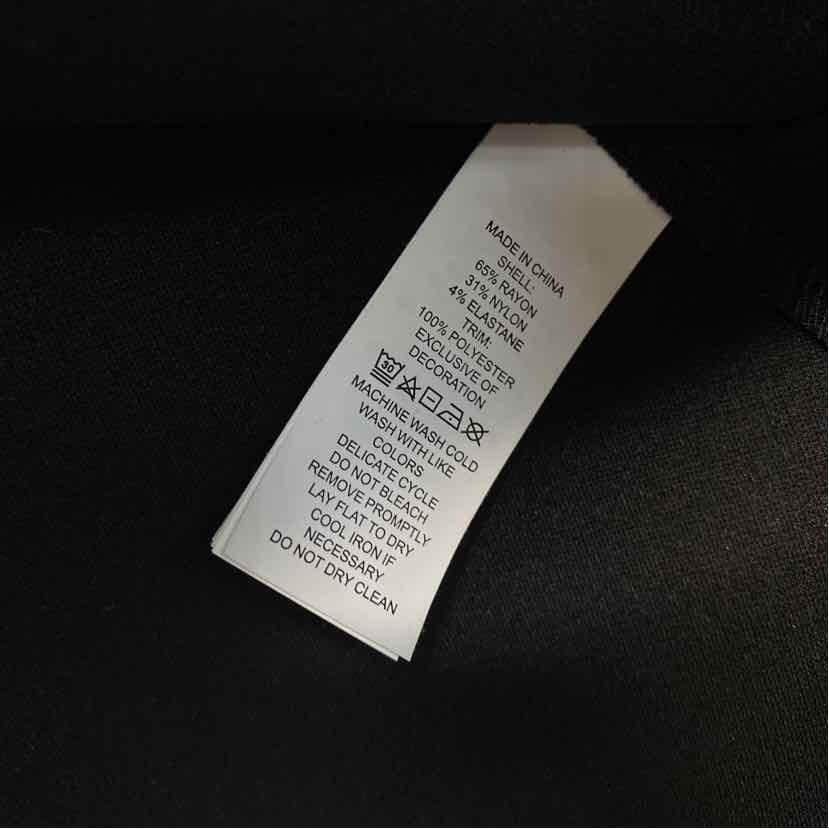 MADE IN CHINA
SHELL:
65% RAYON
31% NYLON
4% ELASTANE
TRIM:
100% POLYESTER
EXCLUSIVE OF
DECORATION
30
MACHINE WASH COLD
WASH WITH LIKE
COLORS
DELICATE CYCLE
DO NOT BLEACH
REMOVE PROMPTLY
LAY FLAT TO DRY
COOL IRON IF
NECESSARY
DO NOT DRY CLEAN